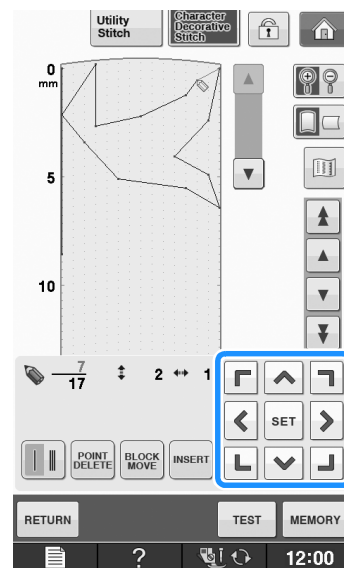 Utility
Stitch
Character
Decorative
Stitch
0
mm
5
10
7
17
2
1
SET
POINT
DELETE
BLOCK
MOVE
INSERT
RETURN
TEST
MEMORY
?
12:00